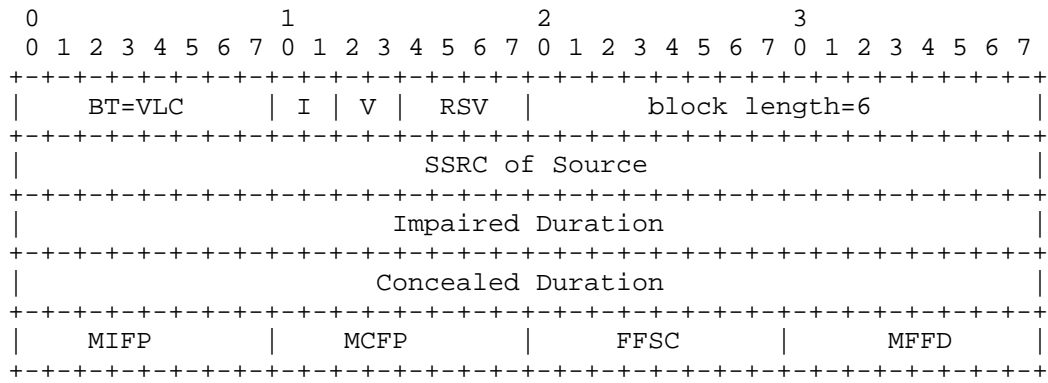 0                   1                   2                   3
0 1 2 3 4 5 6 7 0 1 2 3 4 5 6 7 0 1 2 3 4 5 6 7 0 1 2 3 4 5 6 7
+-+-+-+-+-+-+-+-+-+-+-+-+-+-+-+-+-+-+-+-+-+-+-+-+-+-+-+-+-+-+-+-+
|    BT=VLC     | I | V |  RSV  |       block length=6          |
+-+-+-+-+-+-+-+-+-+-+-+-+-+-+-+-+-+-+-+-+-+-+-+-+-+-+-+-+-+-+-+-+
|                         SSRC of Source                        |
+-+-+-+-+-+-+-+-+-+-+-+-+-+-+-+-+-+-+-+-+-+-+-+-+-+-+-+-+-+-+-+-+
|                       Impaired Duration                       |
+-+-+-+-+-+-+-+-+-+-+-+-+-+-+-+-+-+-+-+-+-+-+-+-+-+-+-+-+-+-+-+-+
|                      Concealed Duration                       |
+-+-+-+-+-+-+-+-+-+-+-+-+-+-+-+-+-+-+-+-+-+-+-+-+-+-+-+-+-+-+-+-+
|    MIFP       |    MCFP       |     FFSC      |      MFFD     |
+-+-+-+-+-+-+-+-+-+-+-+-+-+-+-+-+-+-+-+-+-+-+-+-+-+-+-+-+-+-+-+-+